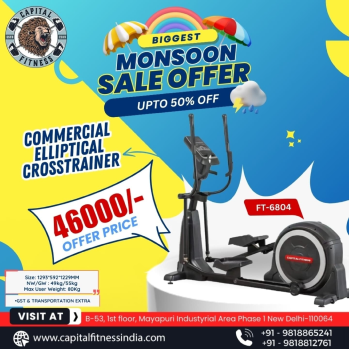 CAPITAL
FITNESS
BIGGEST
MONSOON
SALE OFFER
UPTO 50% OFF
COMMERCIAL
ELLIPTICAL
CROSSTRAINER
46000/-
OFFER PRICE
FT-6804
Size: 1293*592*1229MM
NW/GW : 49kg/55kg
Max User Weight: 80Kg
*GST & TRANSPORTATION EXTRA
VISIT AT
B-53, 1st floor, Mayapuri Industyrial Area Phase 1 New Delhi-110064
www.capitalfitnessindia.com
+91 - 9818865241
+91 - 9818812761